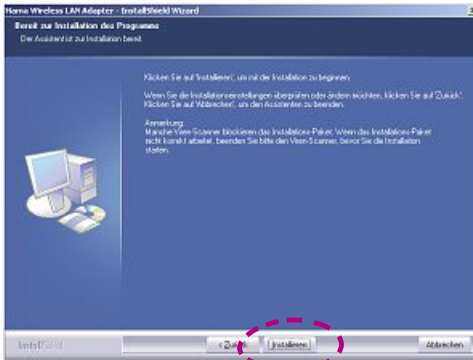 Hama Wireless LAN Adapter - InstallShield Wizard
Bereit zur Installation des Programms
Der Assistent ist zur Installation bereit.
Klicken Sie auf 'Installieren', um mit der Installation zu beginnen.
Wenn Sie die Installationseinstellungen überprüfen oder ändern möchten, klicken Sie auf 'Zurück'.
Klicken Sie auf 'Abbrechen', um den Assistenten zu beenden.
Anmerkung:
Manche Viren-Scanner blockieren das Installations-Paket. Wenn das Installations-Paket
nicht korrekt arbeitet, beenden Sie bitte den Viren-Scanner, bevor Sie die Installation
starten.
InstallShield
< Zurück Installieren Abbrechen